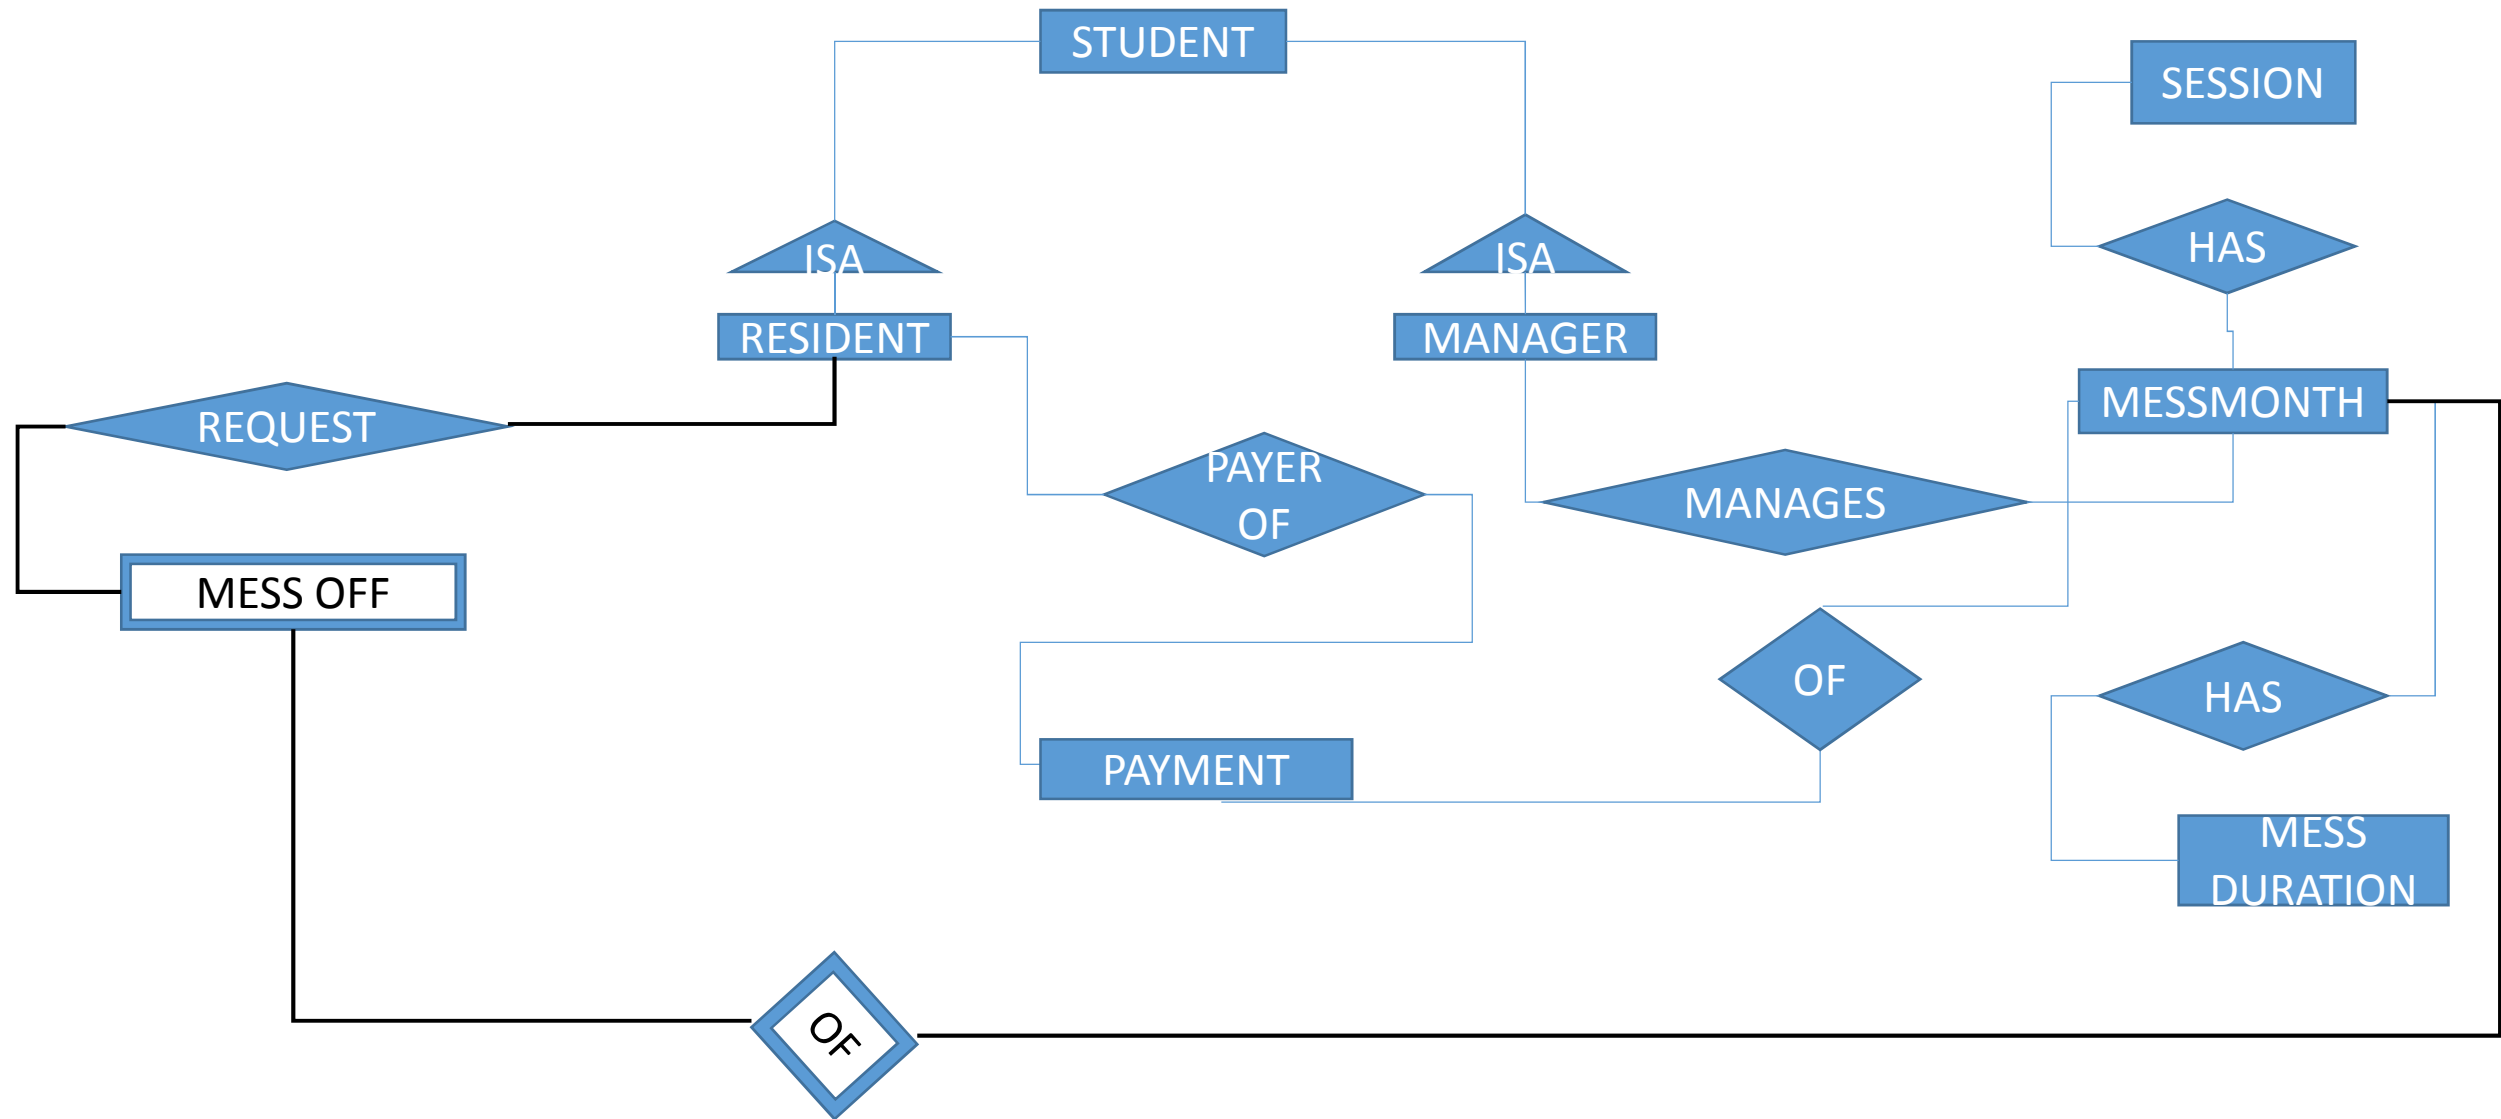 STUDENT
SESSION
ISA
ISA
HAS
RESIDENT
MANAGER
MESSMONTH
REQUEST
PAYER
OF
MANAGES
MESS OFF
OF
HAS
PAYMENT
MESS
DURATION
OF